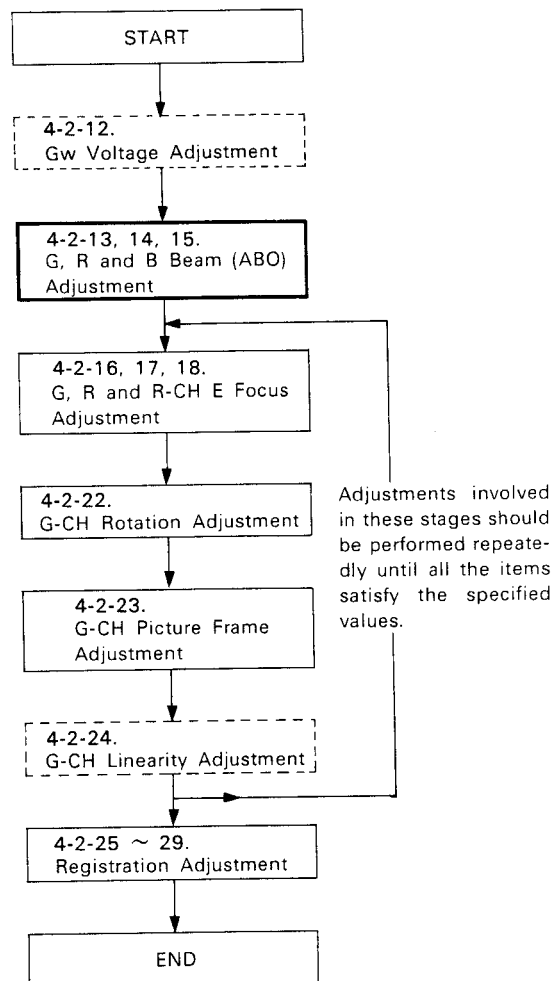 START
4-2-12.
Gw Voltage Adjustment
4-2-13, 14, 15.
G, R and B Beam (ABO)
Adjustment
4-2-16, 17, 18.
G, R and R-CH E Focus
Adjustment
4-2-22.
G-CH Rotation Adjustment
Adjustments involved
in these stages should
be performed repeate-
dly until all the items
satisfy the specified
values.
4-2-23.
G-CH Picture Frame
Adjustment
4-2-24.
G-CH Linearity Adjustment
4-2-25 ~ 29.
Registration Adjustment
END